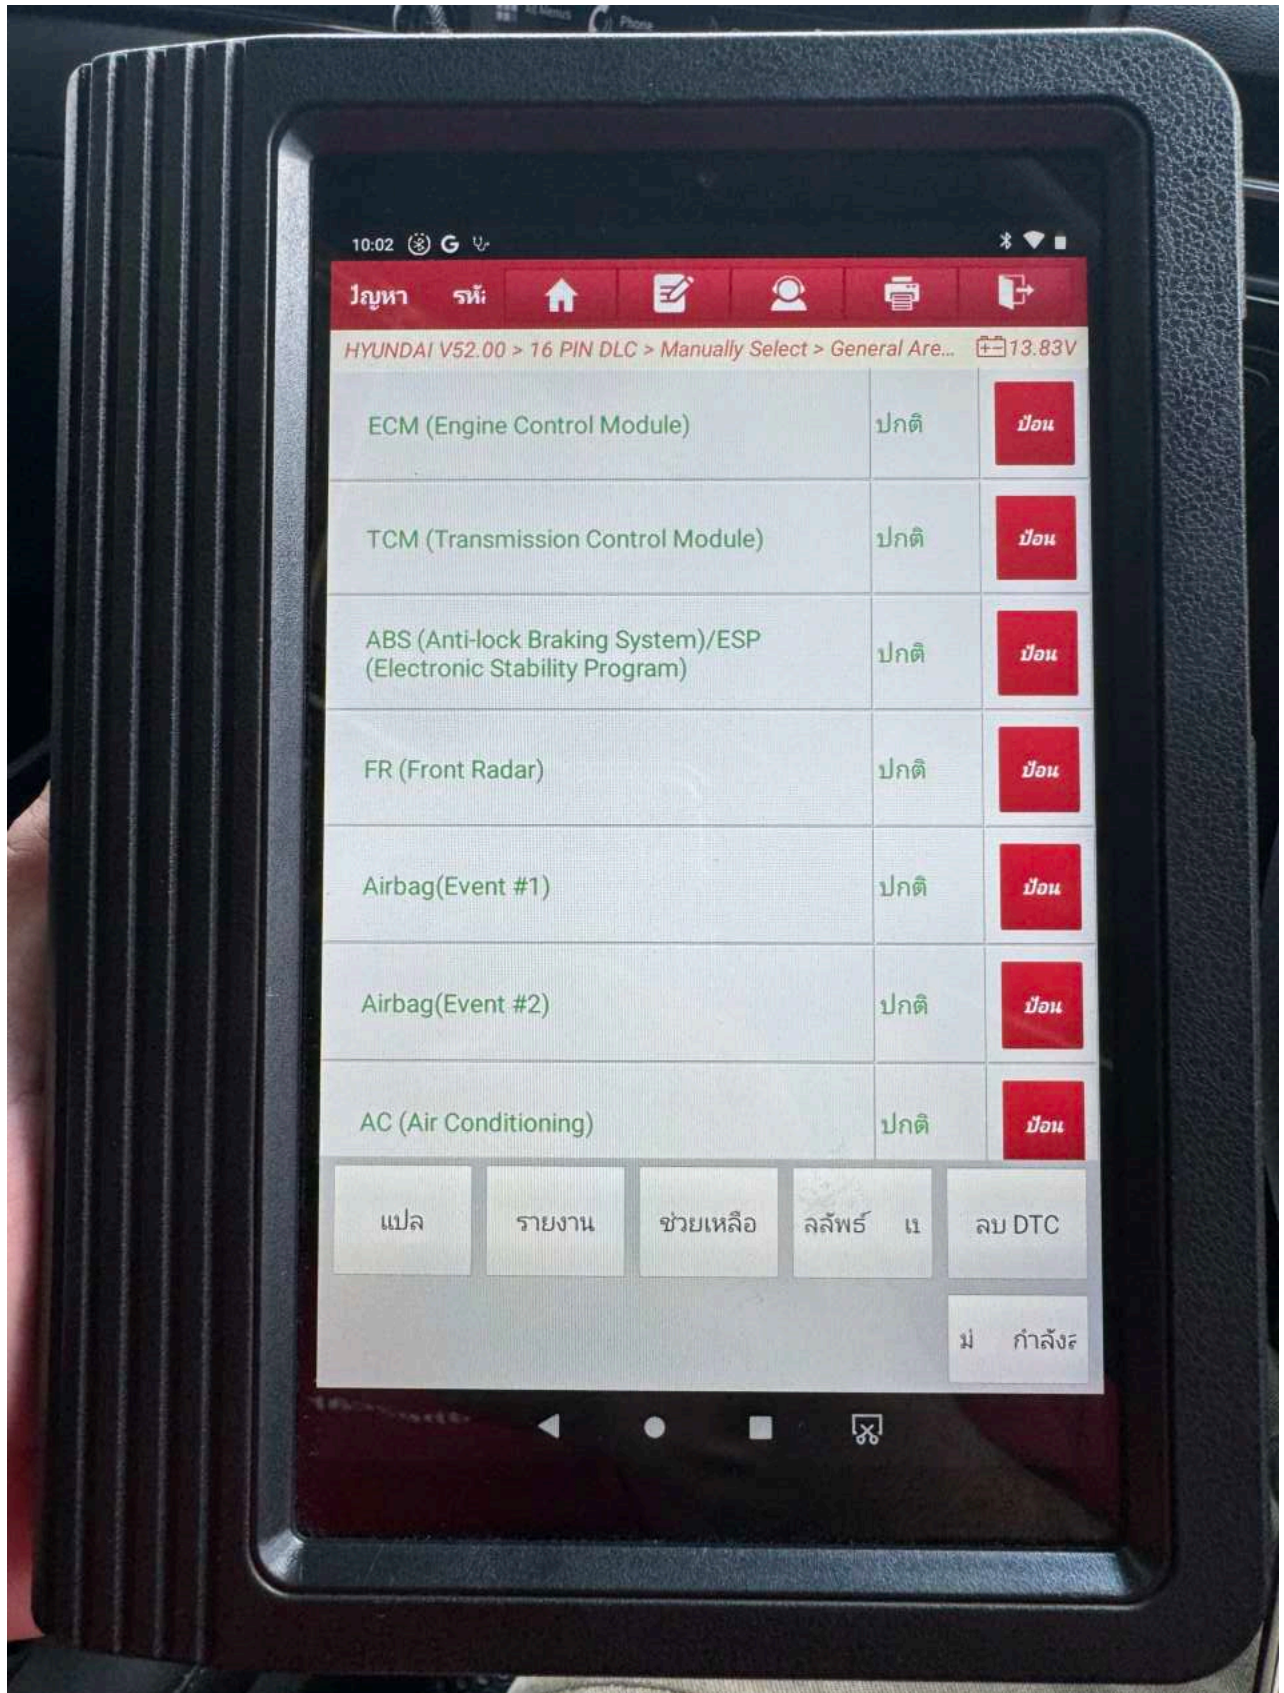 All Menus
Phone
10:02 G
ปัญหา รหั
HYUNDAI V52.00 > 16 PIN DLC > Manually Select > General Are... 13.83V
ECM (Engine Control Module) ปกติ ป้อน
TCM (Transmission Control Module) ปกติ ป้อน
ABS (Anti-lock Braking System)/ESP
(Electronic Stability Program) ปกติ ป้อน
FR (Front Radar) ปกติ ป้อน
Airbag(Event #1) ปกติ ป้อน
Airbag(Event #2) ปกติ ป้อน
AC (Air Conditioning) ปกติ ป้อน
แปล รายงาน ช่วยเหลือ ลลัพธ์ แ ลบ DTC
ม่ กำลังส